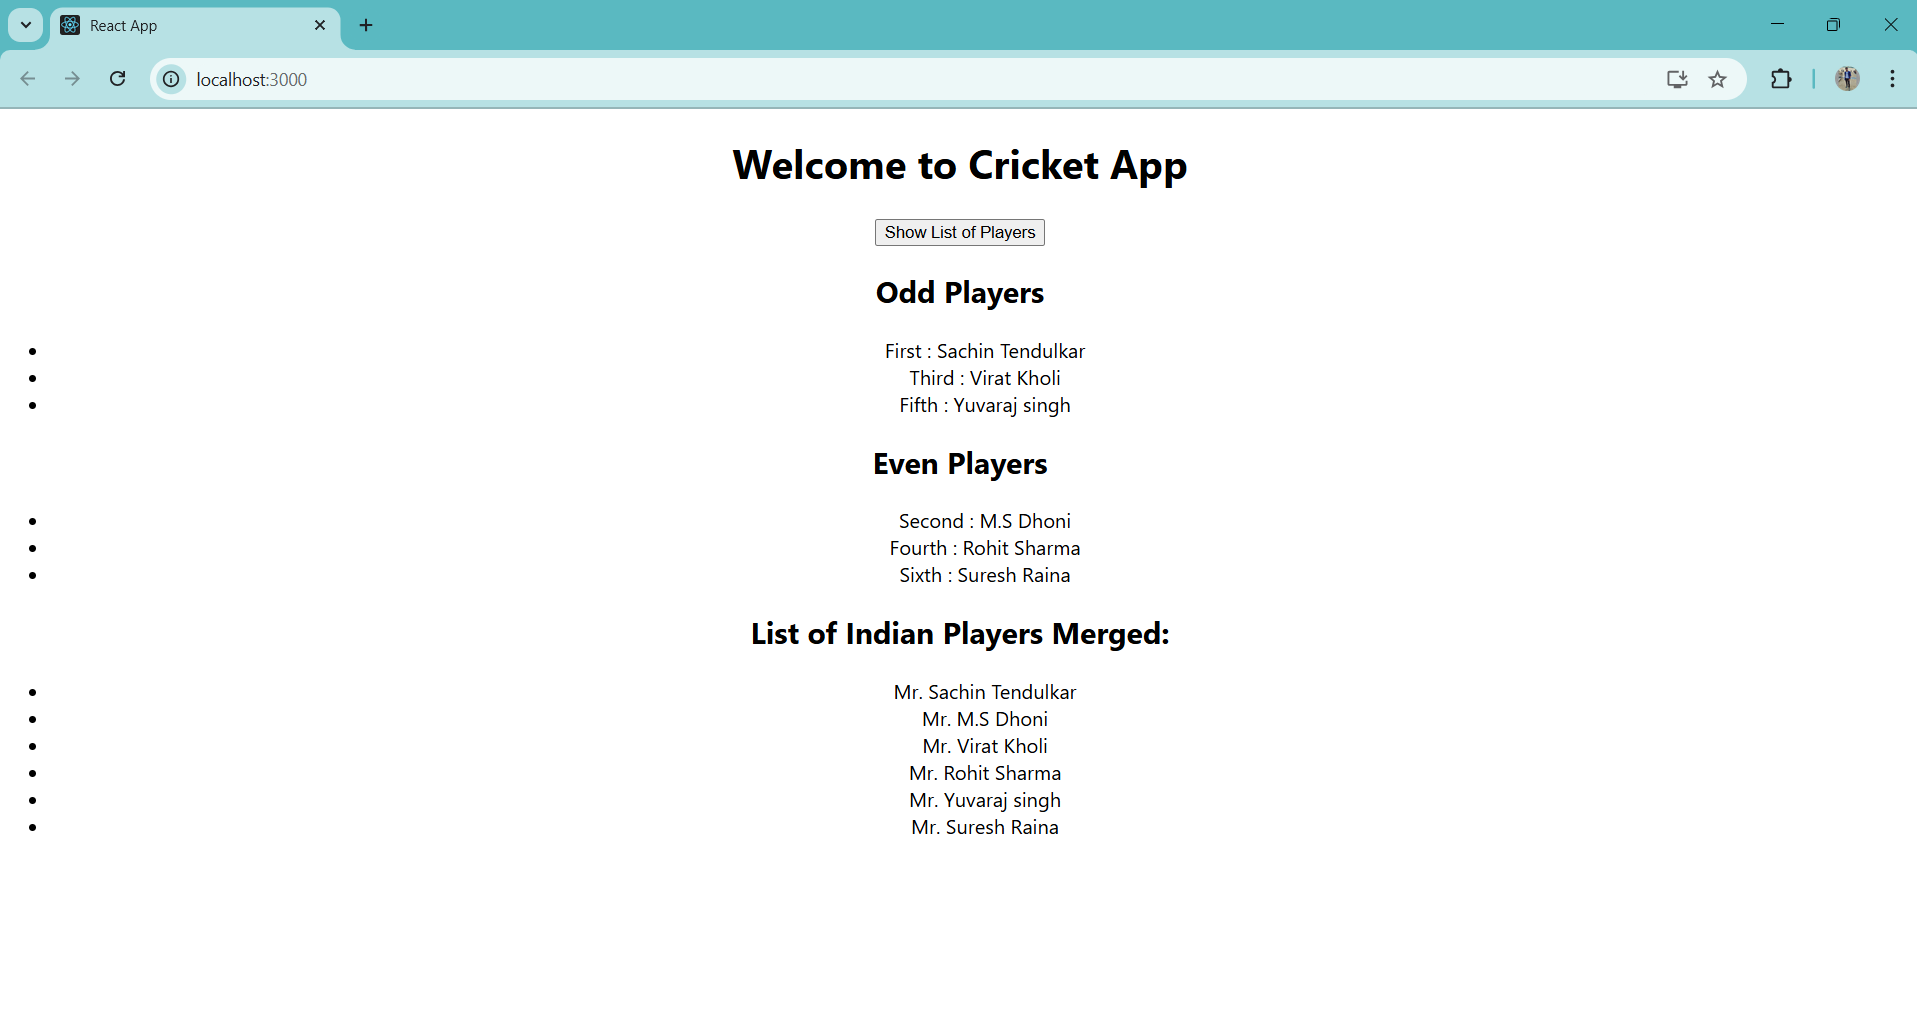 React App
localhost:3000
Welcome to Cricket App
Show List of Players
Odd Players
First : Sachin Tendulkar
Third : Virat Kholi
Fifth : Yuvaraj singh
Even Players
Second : M.S Dhoni
Fourth : Rohit Sharma
Sixth : Suresh Raina
List of Indian Players Merged:
Mr. Sachin Tendulkar
Mr. M.S Dhoni
Mr. Virat Kholi
Mr. Rohit Sharma
Mr. Yuvaraj singh
Mr. Suresh Raina